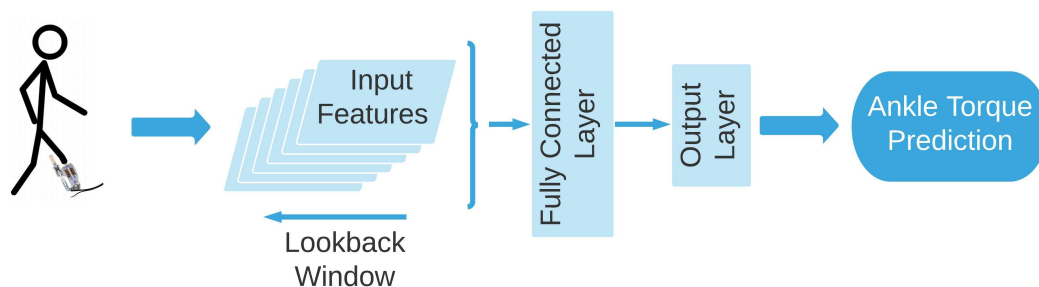 Input
Features
Lookback
Window
Fully Connected
Layer
Output
Layer
Ankle Torque
Prediction